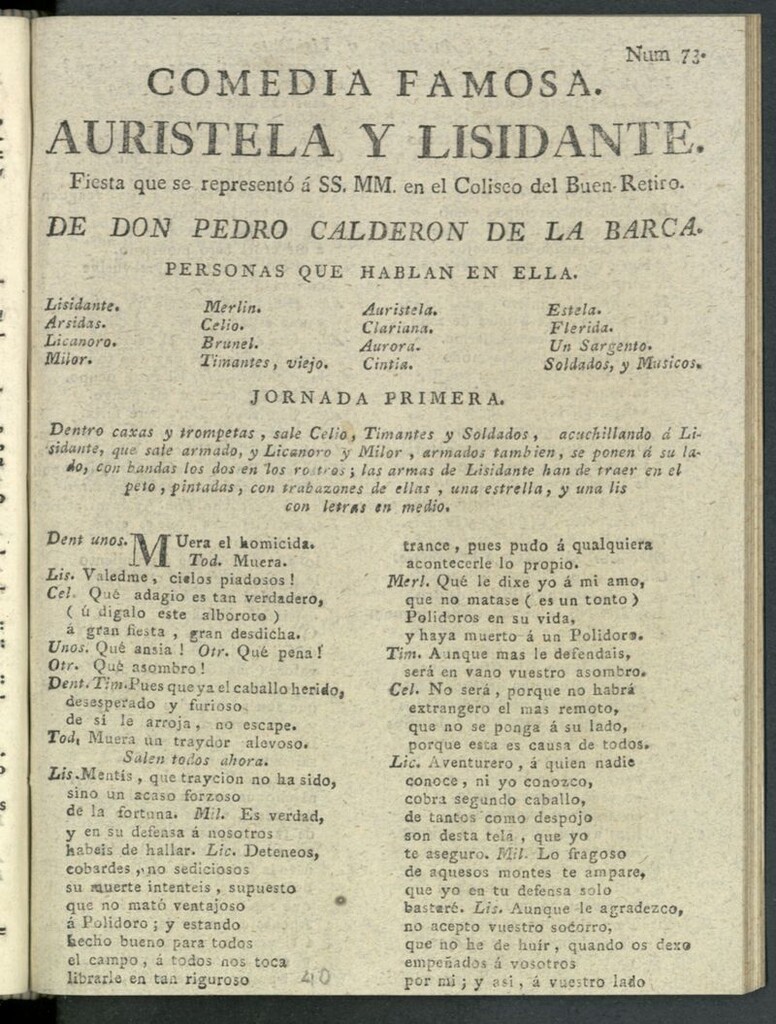 Num 73.
COMEDIA FAMOSA.
AURISTELA Y LISIDANTE.
Fiesta que se representó á SS. MM. en el Coliseo del Buen-Retiro.
DE DON PEDRO CALDERON DE LA BARCA.
PERSONAS QUE HABLAN EN ELLA.
Lisidante. Merlin. Auristela. Estela.
Arsidas. Celio. Clariana. Flerida.
Licanoro. Brunel. Aurora. Un Sargento.
Milor. Timantes, viejo. Cintia. Soldados, y Musicos.
JORNADA PRIMERA.
Dentro caxas y trompetas, sale Celio, Timantes y Soldados, acuchillando á Li-
sidante, que sale armado, y Licanoro y Milor, armados tambien, se ponen á su la-
do, con bandas los dos en los rostros; las armas de Lisidante han de traer en el
peto, pintadas, con trabazones de ellas, una estrella, y una lis
con letras en medio.
Dent unos. MUera el homicida.
Tod. Muera.
Lis. Valedme, cielos piadosos!
Cel. Qué adagio es tan verdadero,
(ú digalo este alboroto)
á gran fiesta, gran desdicha.
Unos. Qué ansia! Otr. Qué pena!
Otr. Qué asombro!
Dent. Tim. Pues que ya el caballo herido,
desesperado y furioso
de si le arroja, no escape.
Tod, Muera un traydor alevoso.
Salen todos ahora.
Lis. Mentís, que traycion no ha sido,
sino un acaso forzoso
de la fortuna. Mil. Es verdad,
y en su defensa á nosotros
habeis de hallar. Lic. Deteneos,
cobardes, no sediciosos
su muerte intenteis, supuesto
que no mató ventajoso
á Polidoro; y estando
hecho bueno para todos
el campo, á todos nos toca
librarle en tan riguroso
40
trance, pues pudo á qualquiera
acontecerle lo propio.
Merl. Qué le dixe yo á mi amo,
que no matase (es un tonto)
Polidoros en su vida,
y haya muerto á un Polidoro.
Tim. Aunque mas le defendais,
será en vano vuestro asombro.
Cel. No será, porque no habrá
extrangero el mas remoto,
que no se ponga á su lado,
porque esta es causa de todos.
Lic. Aventurero, á quien nadie
conoce, ni yo conozco,
cobra segundo caballo,
de tantos como despojo
son desta tela, que yo
te aseguro. Mil. Lo fragoso
de aquesos montes te ampare,
que yo en tu defensa solo
bastaré. Lis. Aunque le agradezco,
no acepto vuestro socorro,
que no he de huír, quando os dexo
empeñados á vosotros
por mi; y asi, á vuestro lado